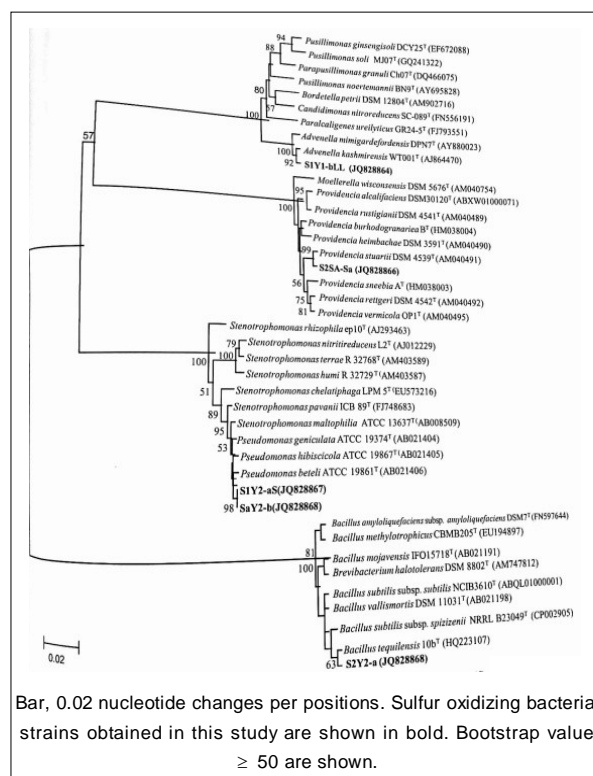 94
Pusillimonas ginsengisoli DCY25ᵀ (EF672088)
88
Pusillimonas soli MJ07ᵀ (GQ241322)
Parapusillimonas granuli Ch07ᵀ (DQ466075)
80
Pusillimonas noertemannii BN9ᵀ (AY695828)
Bordetella petrii DSM 12804ᵀ (AM902716)
57
Candidimonas nitroreducens SC-089ᵀ (FN556191)
100
Paralcaligenes ureilyticus GR24-5ᵀ (FJ793551)
57
Advenella mimigardefordensis DPN7ᵀ (AY880023)
100
Advenella kashmirensis WT001ᵀ (AJ864470)
92
S1Y1-bLL (JQ828864)
Moellerella wisconsensis DSM 5676ᵀ (AM040754)
95
Providencia alcalifaciens DSM30120ᵀ (ABXW01000071)
100
Providencia rustigianii DSM 4541ᵀ (AM040489)
Providencia burhodogranariea Bᵀ (HM038004)
Providencia heimbachae DSM 3591ᵀ (AM040490)
99
Providencia stuartii DSM 4539ᵀ (AM040491)
S2SA-Sa (JQ828866)
56
Providencia sneebia Aᵀ (HM038003)
75
Providencia rettgeri DSM 4542ᵀ (AM040492)
81
Providencia vermicola OP1ᵀ (AM040495)
Stenotrophomonas rhizophila ep10ᵀ (AJ293463)
79
Stenotrophomonas nitritireducens L2ᵀ (AJ012229)
100
100
Stenotrophomonas terrae R 32768ᵀ (AM403589)
Stenotrophomonas humi R 32729ᵀ (AM403587)
51
Stenotrophomonas chelatiphaga LPM 5ᵀ (EU573216)
89
Stenotrophomonas pavanii ICB 89ᵀ (FJ748683)
95
Stenotrophomonas maltophilia ATCC 13637ᵀ (AB008509)
53
Pseudomonas geniculata ATCC 19374ᵀ (AB021404)
Pseudomonas hibiscicola ATCC 19867ᵀ (AB021405)
Pseudomonas beteli ATCC 19861ᵀ (AB021406)
S1Y2-aS(JQ828867)
98
SaY2-b(JQ828868)
Bacillus amyloliquefaciens subsp. amyloliquefaciens DSM7ᵀ (FN597644)
Bacillus methylotrophicus CBMB205ᵀ (EU194897)
81
Bacillus mojavensis IFO15718ᵀ (AB021191)
100
Brevibacterium halotolerans DSM 8802ᵀ (AM747812)
Bacillus subtilis subsp. subtilis NCIB3610ᵀ (ABQL01000001)
Bacillus vallismortis DSM 11031ᵀ (AB021198)
Bacillus subtilis subsp. spizizenii NRRL B23049ᵀ (CP002905)
Bacillus tequilensis 10bᵀ (HQ223107)
63
S2Y2-a (JQ828868)
0.02
Bar, 0.02 nucleotide changes per positions. Sulfur oxidizing bacteria
strains obtained in this study are shown in bold. Bootstrap value
≥ 50 are shown.